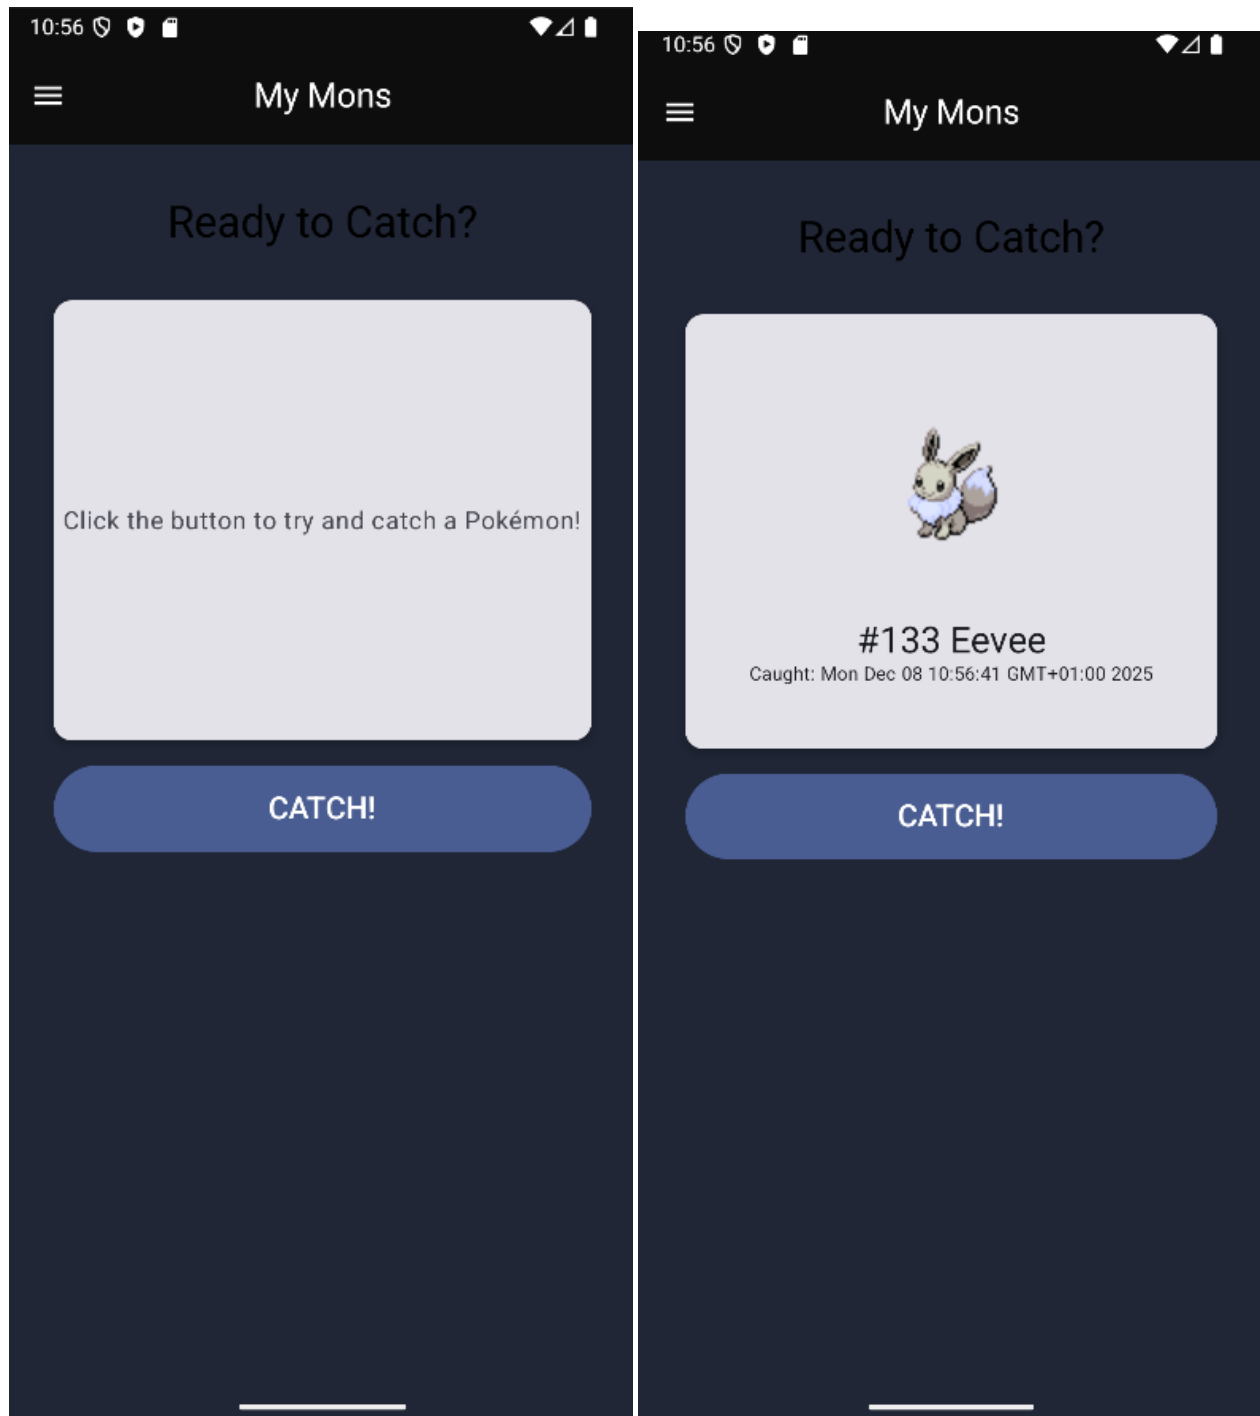 10:56
My Mons
Ready to Catch?
Click the button to try and catch a Pokémon!
CATCH!
10:56
My Mons
Ready to Catch?
#133 Eevee
Caught: Mon Dec 08 10:56:41 GMT+01:00 2025
CATCH!